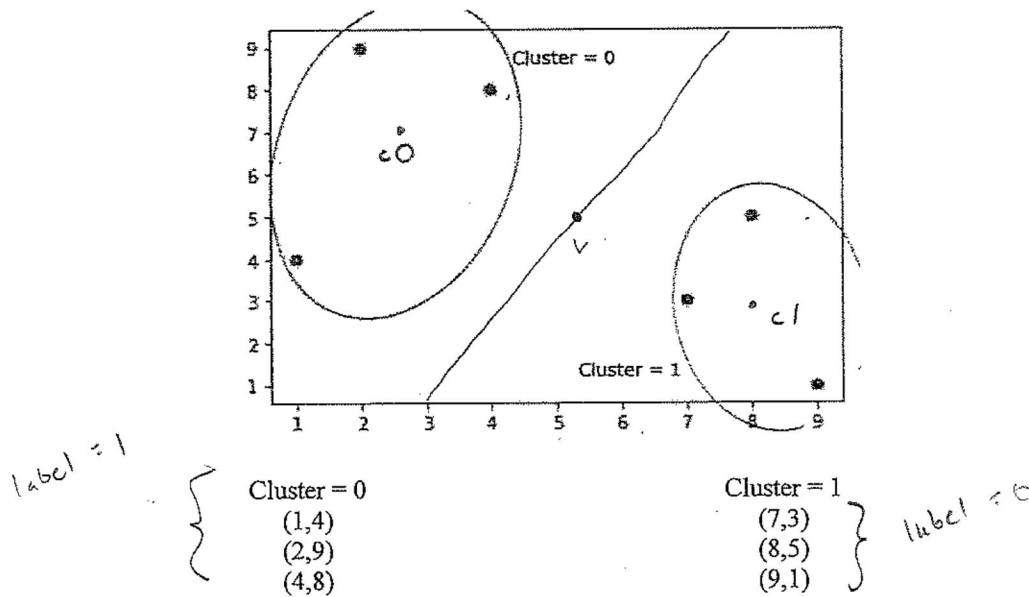 9
Cluster = 0
8
7
c0
6
5
v
4
3
c1
2
Cluster = 1
1
1 2 3 4 5 6 7 8 9
label = 1
Cluster = 0
Cluster = 1
label = 0
(1,4)
(7,3)
(2,9)
(8,5)
(4,8)
(9,1)